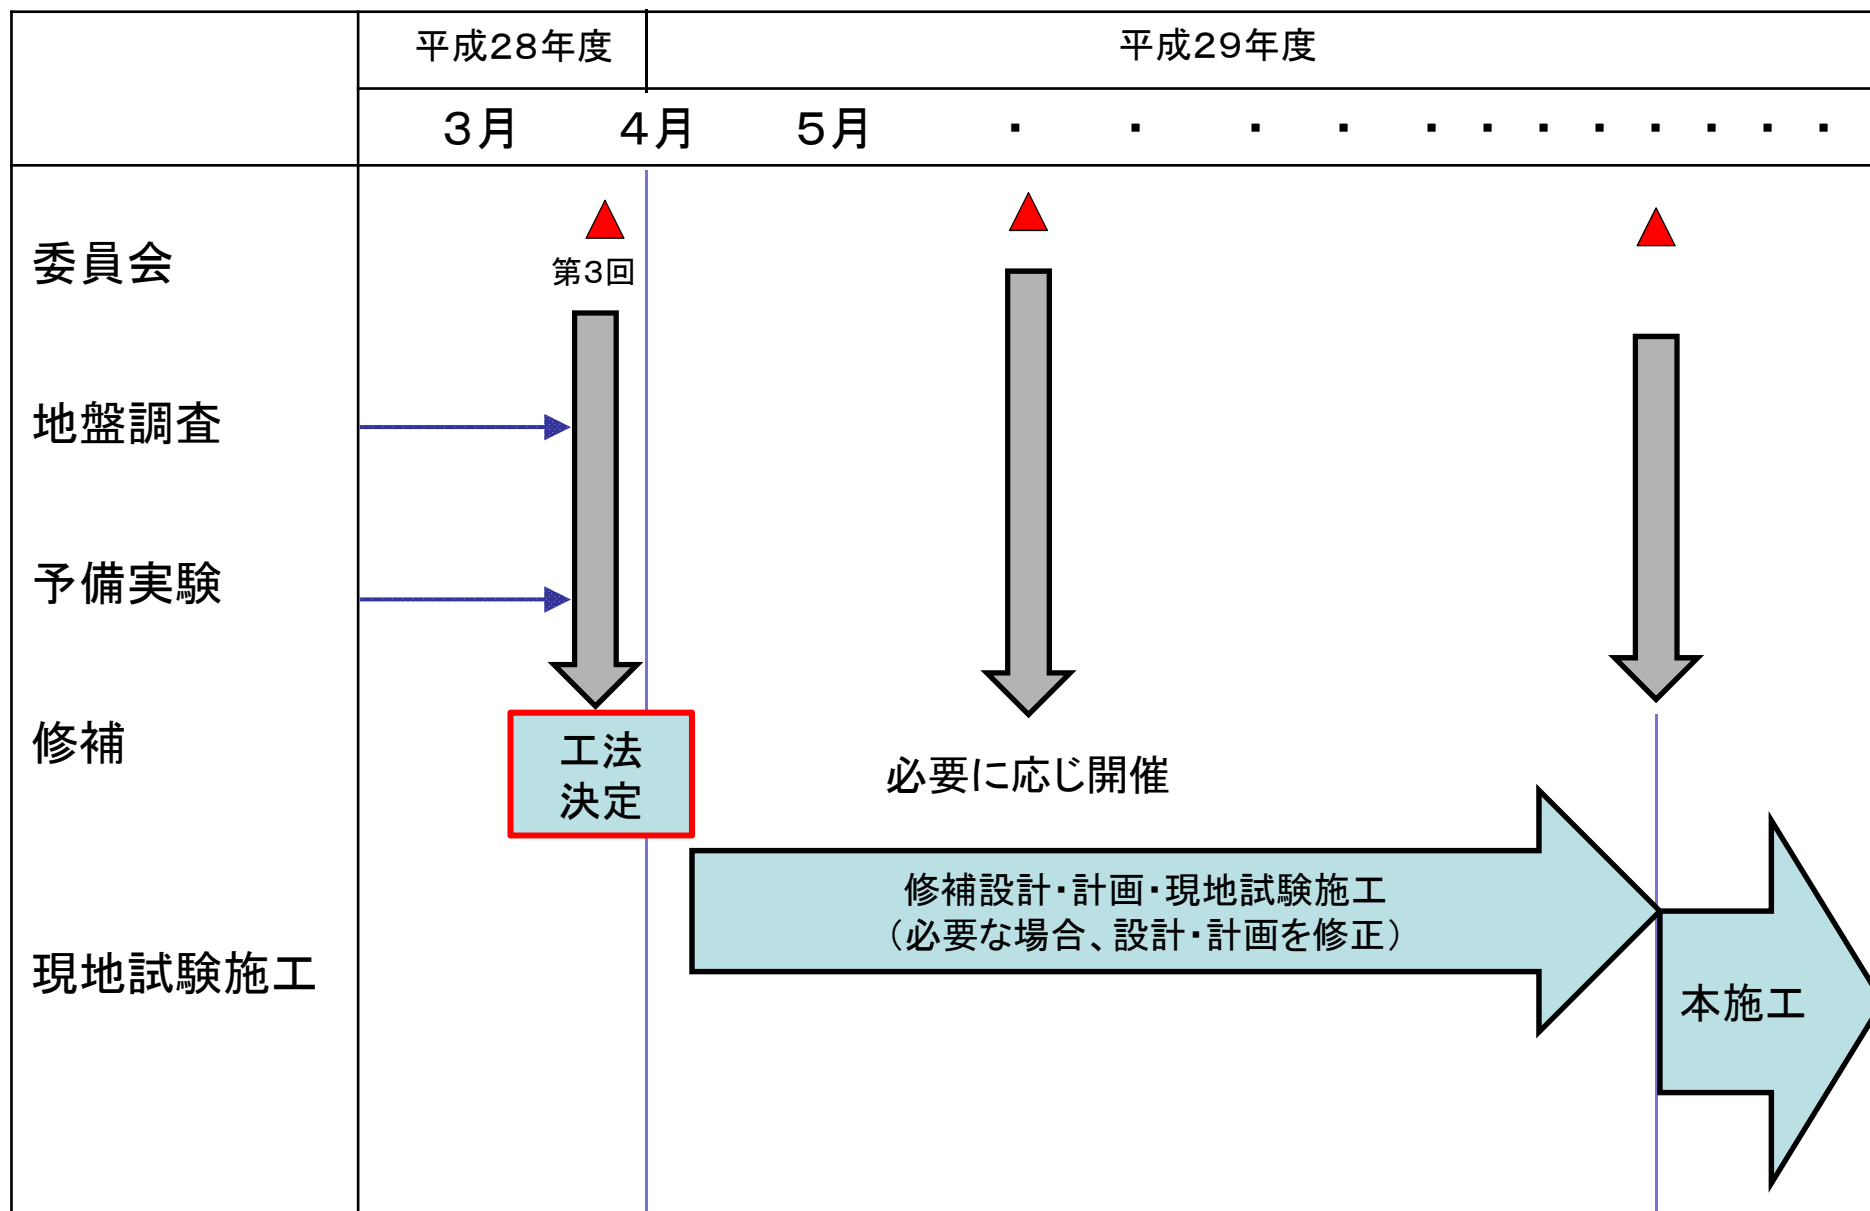 平成２８年度
平成２９年度
３月 ４月 ５月 ・ ・ ・ ・ ・ ・ ・ ・ ・ ・ ・ ・
委員会
第３回
地盤調査
予備実験
修補
工法
決定
必要に応じ開催
修補設計・計画・現地試験施工
（必要な場合、設計・計画を修正）
現地試験施工
本施工